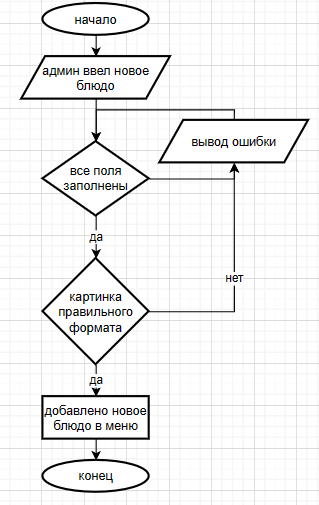 начало
админ ввел новое
блюдо
вывод ошибки
все поля
заполнены
да
нет
картинка
правильного
формата
да
добавлено новое
блюдо в меню
конец